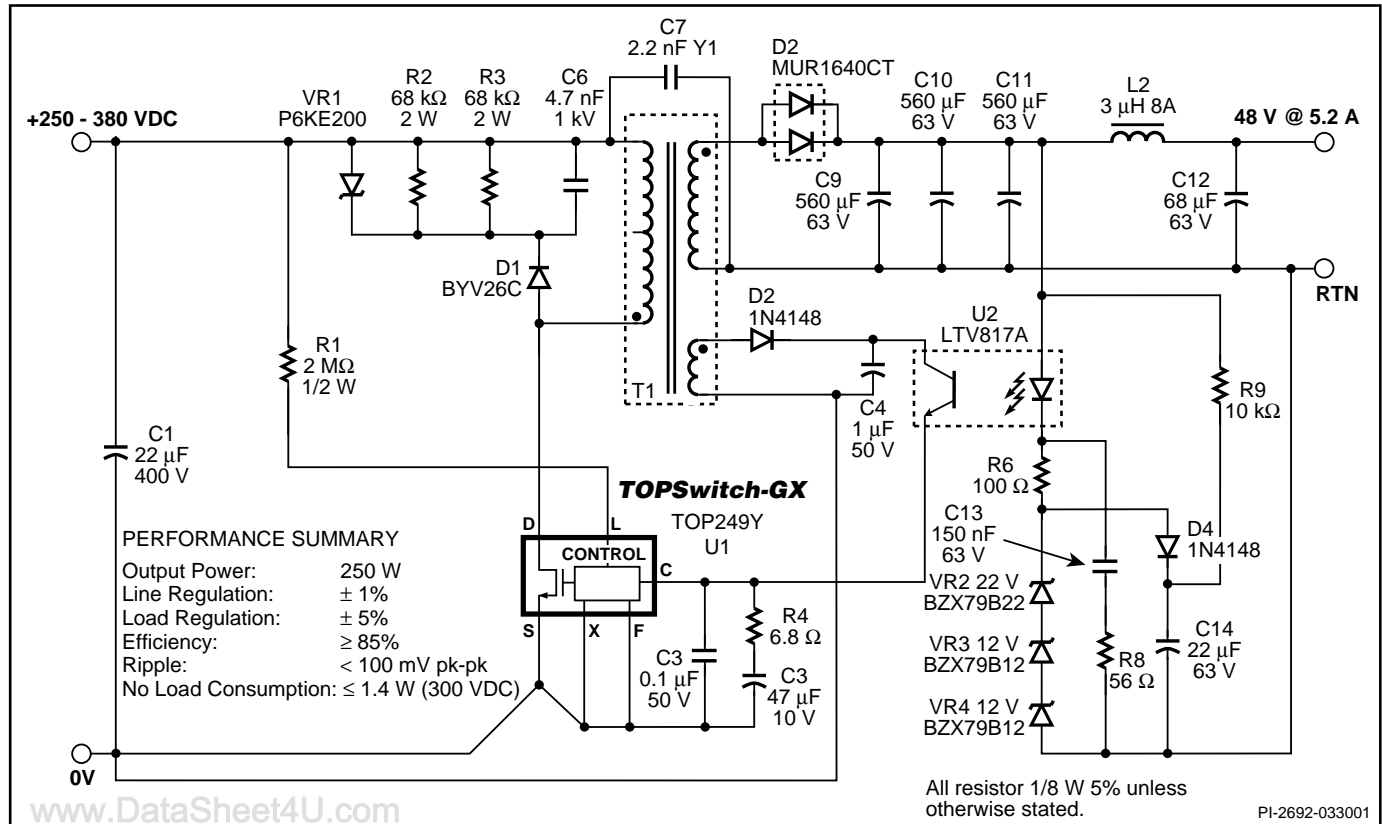 C7
2.2 nF Y1
D2
MUR1640CT
R2
68 kΩ
2 W
R3
68 kΩ
2 W
C6
4.7 nF
1 kV
VR1
P6KE200
C10
560 μF
63 V
C11
560 μF
63 V
L2
3 μH 8A
+250 - 380 VDC
48 V @ 5.2 A
C9
560 μF
63 V
C12
68 μF
63 V
D1
BYV26C
RTN
D2
1N4148
U2
LTV817A
R1
2 MΩ
1/2 W
T1
C4
1 μF
50 V
R9
10 kΩ
C1
22 μF
400 V
R6
100 Ω
TOPSwitch-GX
TOP249Y
U1
D
L
CONTROL
C
S
X
F
C13
150 nF
63 V
D4
1N4148
R4
6.8 Ω
VR2 22 V
BZX79B22
C3
0.1 μF
50 V
C3
47 μF
10 V
VR3 12 V
BZX79B12
R8
56 Ω
C14
22 μF
63 V
VR4 12 V
BZX79B12
PERFORMANCE SUMMARY
Output Power: 250 W
Line Regulation: ± 1%
Load Regulation: ± 5%
Efficiency: ≥ 85%
Ripple: < 100 mV pk-pk
No Load Consumption: ≤ 1.4 W (300 VDC)
0V
All resistor 1/8 W 5% unless
otherwise stated.
www.DataSheet4U.com
PI-2692-033001